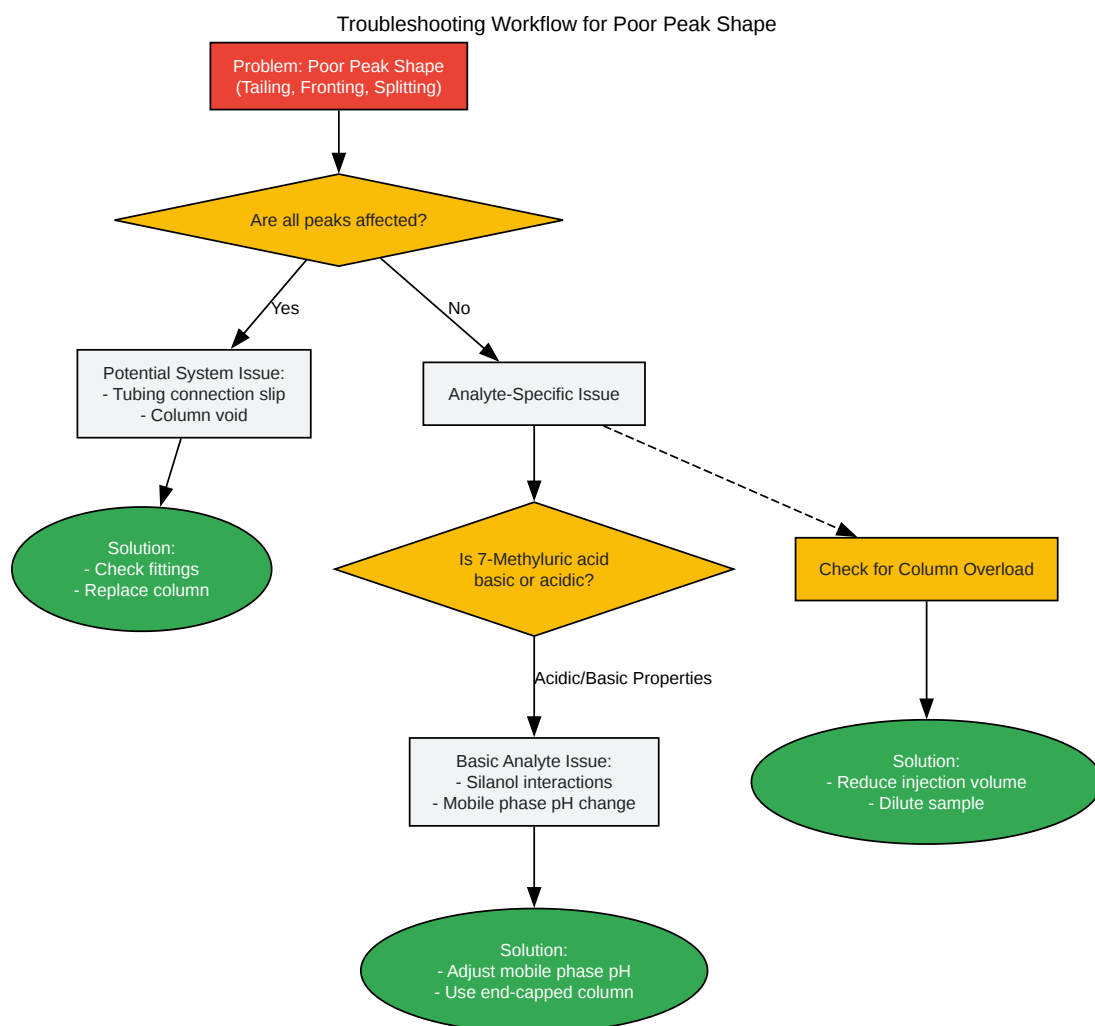 Troubleshooting Workflow for Poor Peak Shape
Problem: Poor Peak Shape
(Tailing, Fronting, Splitting)
Are all peaks affected?
Yes
No
Potential System Issue:
- Tubing connection slip
- Column void
Analyte-Specific Issue
Solution:
- Check fittings
- Replace column
Is 7-Methyluric acid
basic or acidic?
Check for Column Overload
Acidic/Basic Properties
Basic Analyte Issue:
- Silanol interactions
- Mobile phase pH change
Solution:
- Reduce injection volume
- Dilute sample
Solution:
- Adjust mobile phase pH
- Use end-capped column